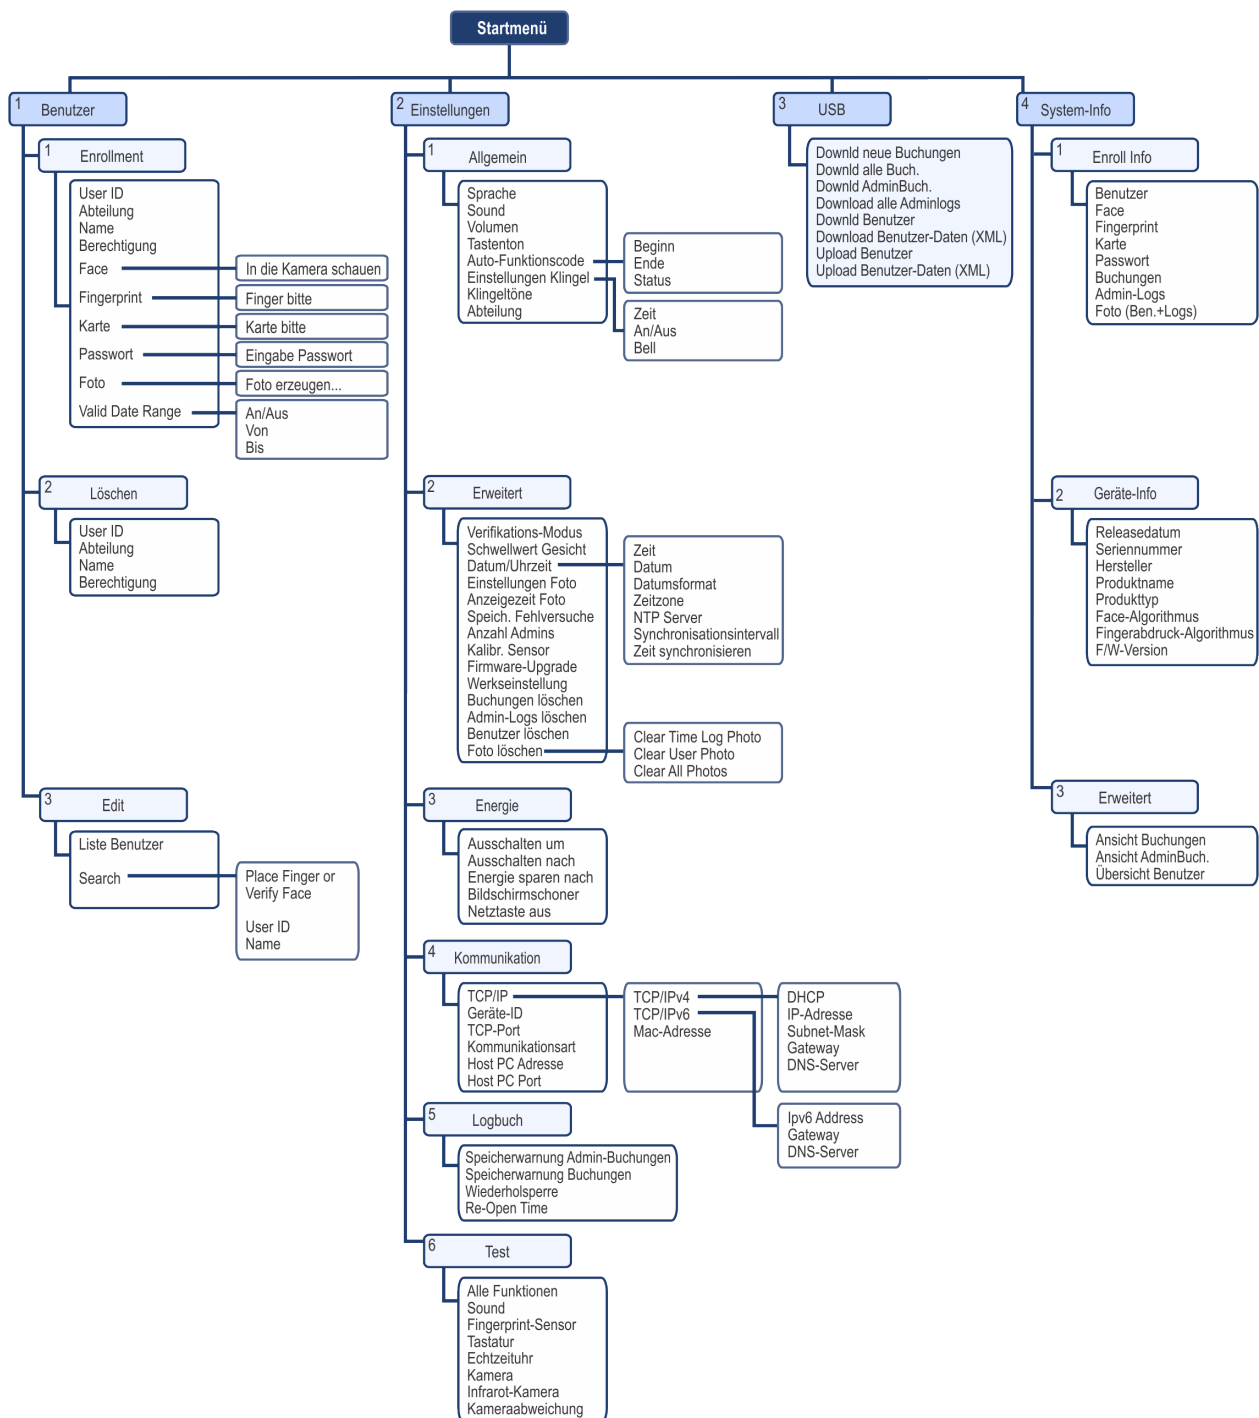 Startmenü
1
Benutzer
1
Enrollment
User ID
Abteilung
Name
Berechtigung
Face
In die Kamera schauen
Fingerprint
Finger bitte
Karte
Karte bitte
Passwort
Eingabe Passwort
Foto
Foto erzeugen...
Valid Date Range
An/Aus
Von
Bis
2
Löschen
User ID
Abteilung
Name
Berechtigung
3
Edit
Liste Benutzer
Search
Place Finger or
Verify Face
User ID
Name
2
Einstellungen
1
Allgemein
Sprache
Sound
Volumen
Tastenton
Auto-Funktionscode
Einstellungen Klingel
Klingeltöne
Abteilung
Beginn
Ende
Status
Zeit
An/Aus
Bell
2
Erweitert
Verifikations-Modus
Schwellwert Gesicht
Datum/Uhrzeit
Einstellungen Foto
Anzeigezeit Foto
Speich. Fehlversuche
Anzahl Admins
Kalibr. Sensor
Firmware-Upgrade
Werkseinstellung
Buchungen löschen
Admin-Logs löschen
Benutzer löschen
Foto löschen
Zeit
Datum
Datumsformat
Zeitzone
NTP Server
Synchronisationsintervall
Zeit synchronisieren
Clear Time Log Photo
Clear User Photo
Clear All Photos
3
Energie
Ausschalten um
Ausschalten nach
Energie sparen nach
Bildschirmschoner
Netztaste aus
4
Kommunikation
TCP/IP
Geräte-ID
TCP-Port
Kommunikationsart
Host PC Adresse
Host PC Port
TCP/IPv4
TCP/IPv6
Mac-Adresse
DHCP
IP-Adresse
Subnet-Mask
Gateway
DNS-Server
Ipv6 Address
Gateway
DNS-Server
5
Logbuch
Speicherwarnung Admin-Buchungen
Speicherwarnung Buchungen
Wiederholsperre
Re-Open Time
6
Test
Alle Funktionen
Sound
Fingerprint-Sensor
Tastatur
Echtzeituhr
Kamera
Infrarot-Kamera
Kameraabweichung
3
USB
Downld neue Buchungen
Downld alle Buch.
Downld AdminBuch.
Download alle Adminlogs
Downld Benutzer
Download Benutzer-Daten (XML)
Upload Benutzer
Upload Benutzer-Daten (XML)
4
System-Info
1
Enroll Info
Benutzer
Face
Fingerprint
Karte
Passwort
Buchungen
Admin-Logs
Foto (Ben.+Logs)
2
Geräte-Info
Releasedatum
Seriennummer
Hersteller
Produktname
Produkttyp
Face-Algorithmus
Fingerabdruck-Algorithmus
F/W-Version
3
Erweitert
Ansicht Buchungen
Ansicht AdminBuch.
Übersicht Benutzer